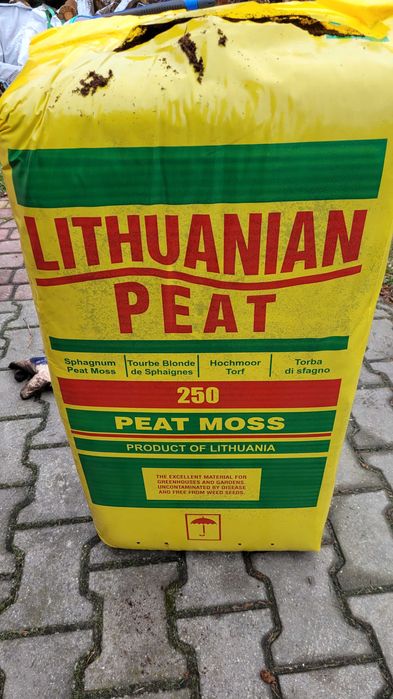 LITHUANIAN
PEAT
Sphagnum
Peat Moss
Tourbe Blonde
de Sphaignes
Hochmoor
Torf
Torba
di sfagno
250
PEAT MOSS
PRODUCT OF LITHUANIA
THE EXCELLENT MATERIAL FOR
GREENHOUSES AND GARDENS.
UNCONTAMINATED BY DISEASE
AND FREE FROM WEED SEEDS.